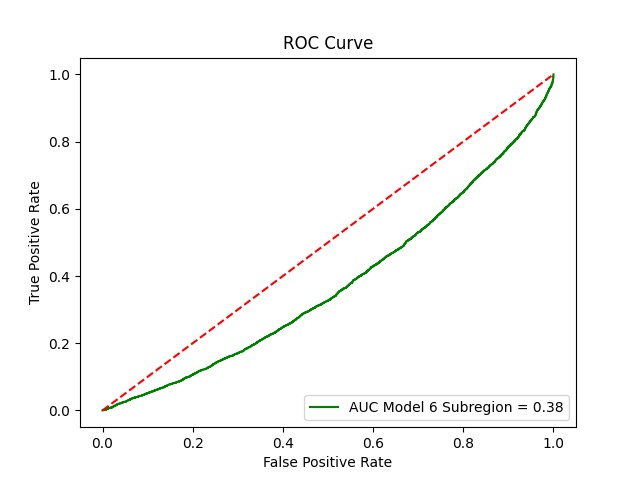 ROC Curve
True Positive Rate
1.0
0.8
0.6
0.4
0.2
0.0
AUC Model 6 Subregion = 0.38
0.0 0.2 0.4 0.6 0.8 1.0
False Positive Rate